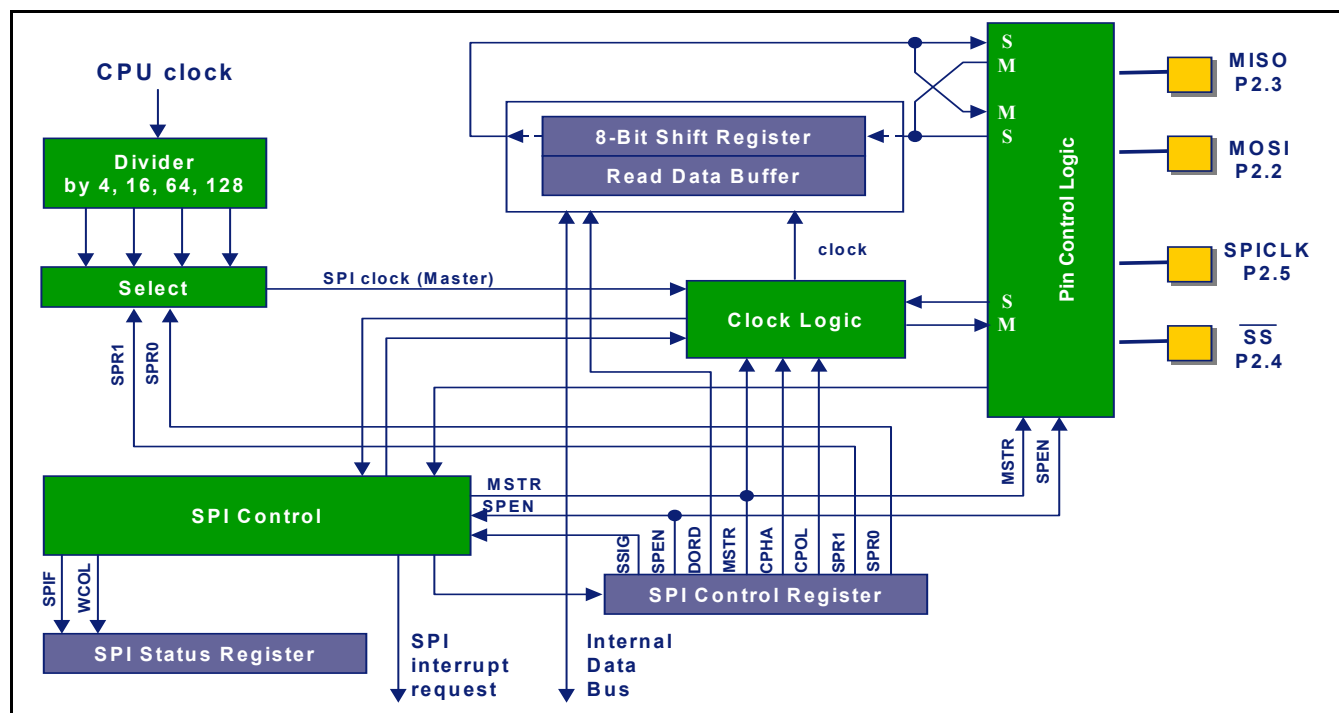 CPU clock
Divider
by 4, 16, 64, 128
Select
SPR1
SPR0
SPI clock (Master)
8-Bit Shift Register
Read Data Buffer
clock
Clock Logic
S
M
M
S
S
M
Pin Control Logic
MISO
P2.3
MOSI
P2.2
SPICLK
P2.5
SS
P2.4
MSTR
SPEN
SPI Control
MSTR
SPEN
SSIG
SPEN
DORD
MSTR
CPHA
CPOL
SPR1
SPR0
SPI Control Register
SPIF
WCOL
SPI Status Register
SPI
interrupt
request
Internal
Data
Bus